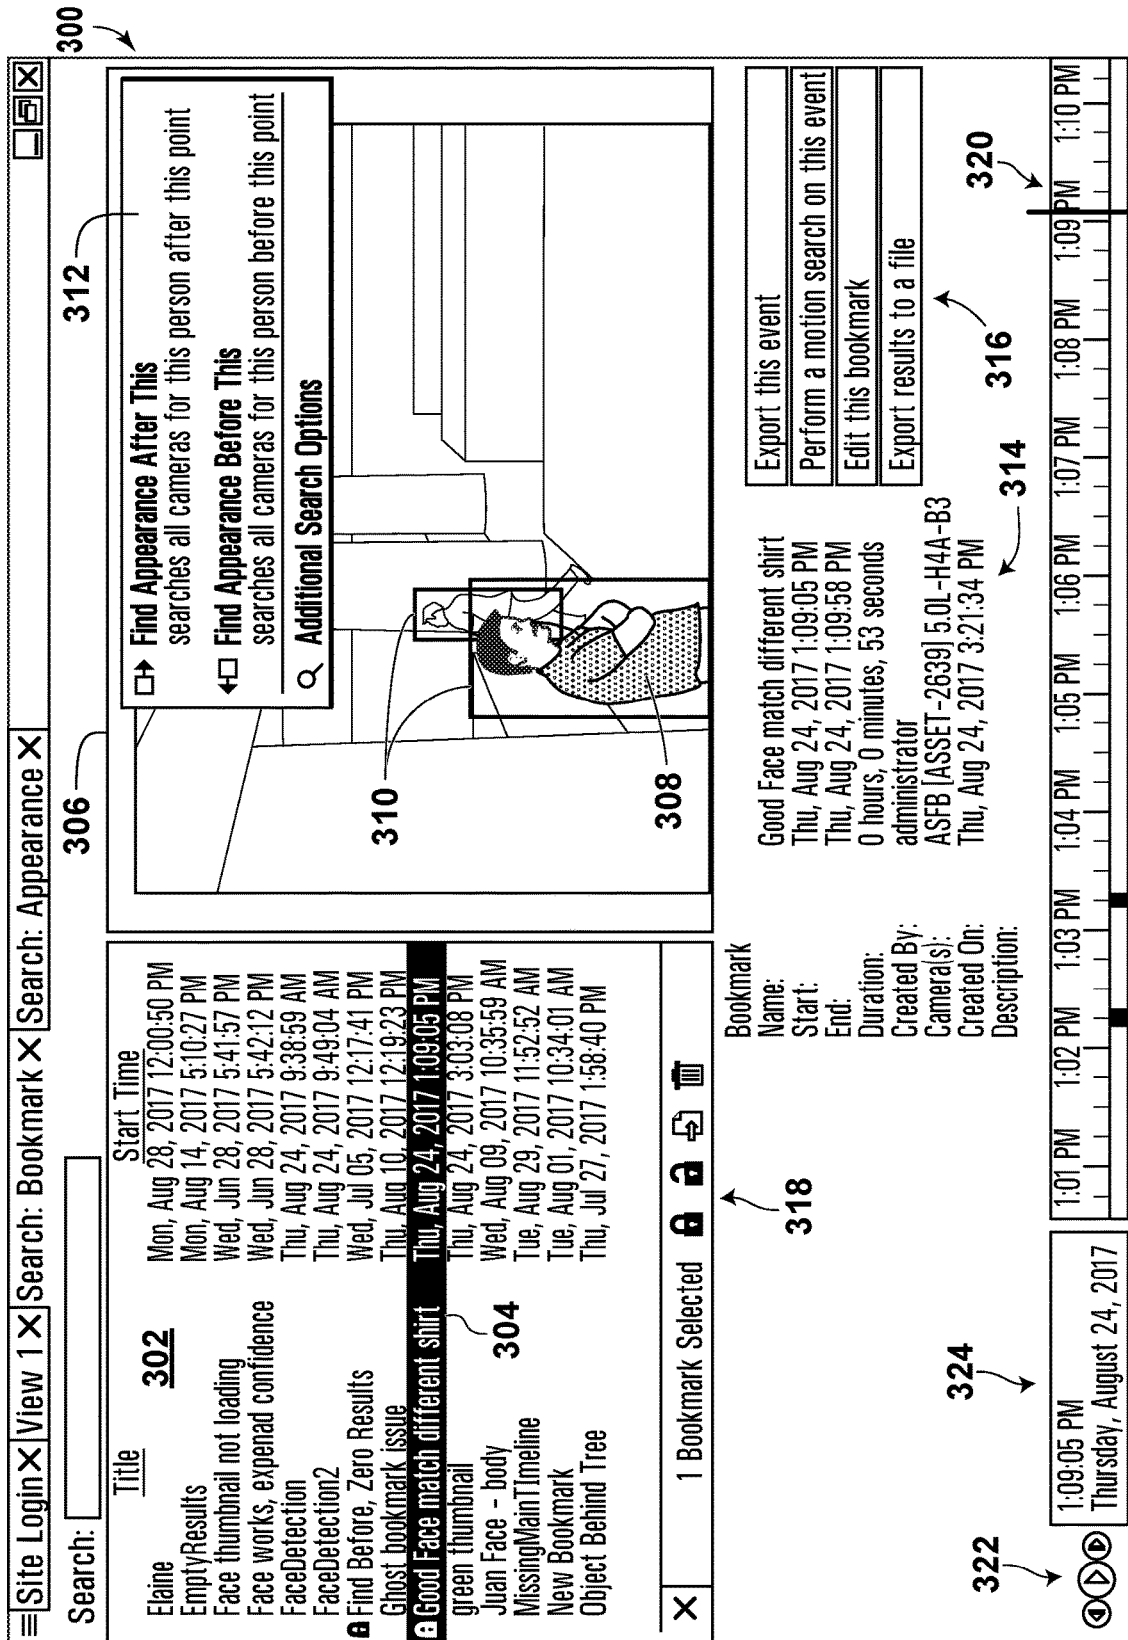 300
Site Login
View 1
Search: Bookmark
Search: Appearance
Search:
Title Start Time
302
Elaine Mon, Aug 28, 2017 12:00:50 PM
EmptyResults Mon, Aug 14, 2017 5:10:27 PM
Face thumbnail not loading Wed, Jun 28, 2017 5:41:57 PM
Face works, expenad confidence Wed, Jun 28, 2017 5:42:12 PM
FaceDetection Thu, Aug 24, 2017 9:38:59 AM
FaceDetection2 Thu, Aug 24, 2017 9:49:04 AM
Find Before, Zero Results Wed, Jul 05, 2017 12:17:41 PM
Ghost bookmark issue Thu, Aug 10, 2017 12:19:23 PM
Good Face match different shirt Thu, Aug 24, 2017 1:09:05 PM
green thumbnail Thu, Aug 24, 2017 3:03:08 PM
Juan Face - body Wed, Aug 09, 2017 10:35:59 AM
MissingMainTImeline Tue, Aug 29, 2017 11:52:52 AM
New Bookmark Tue, Aug 01, 2017 10:34:01 AM
Object Behind Tree Thu, Jul 27, 2017 1:58:40 PM
304
1 Bookmark Selected
318
306
312
Find Appearance After This
searches all cameras for this person after this point
Find Appearance Before This
searches all cameras for this person before this point
Additional Search Options
310
308
Bookmark
Name: Good Face match different shirt
Start: Thu, Aug 24, 2017 1:09:05 PM
End: Thu, Aug 24, 2017 1:09:58 PM
Duration: 0 hours, 0 minutes, 53 seconds
Created By: administrator
Camera(s): ASFB [ASSET-2639] 5.0L-H4A-B3
Created On: Thu, Aug 24, 2017 3:21:34 PM
Description:
314
Export this event
Perform a motion search on this event
Edit this bookmark
Export results to a file
316
320
322
324
1:09:05 PM
Thursday, August 24, 2017
1:01 PM 1:02 PM 1:03 PM 1:04 PM 1:05 PM 1:06 PM 1:07 PM 1:08 PM 1:09 PM 1:10 PM